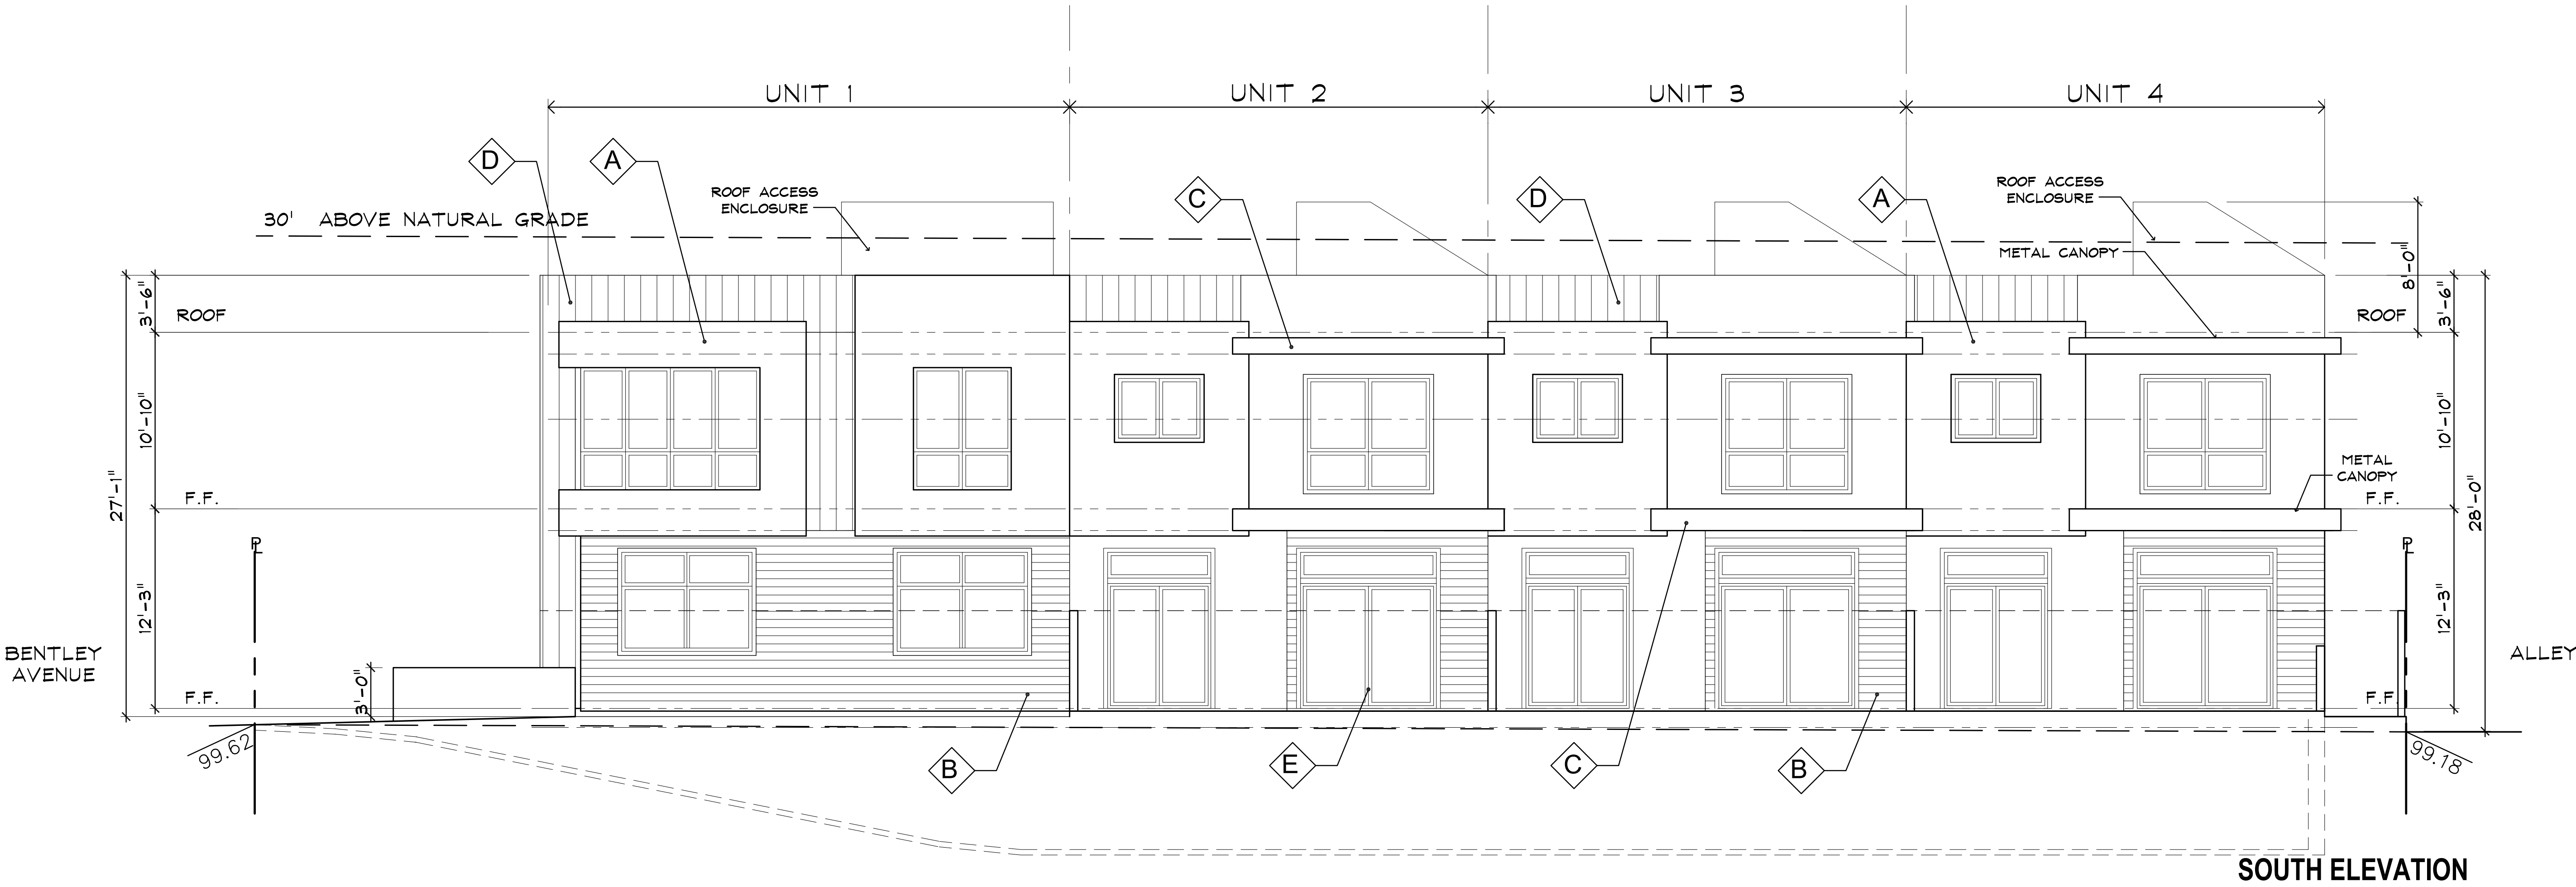 UNIT 1
UNIT 2
UNIT 3
UNIT 4
D
A
C
D
A
ROOF ACCESS
ENCLOSURE
ROOF ACCESS
ENCLOSURE
30' ABOVE NATURAL GRADE
METAL CANOPY
8'-0"
3'-6"
ROOF
ROOF
3'-6"
10'-10"
10'-10"
METAL
CANOPY
27'-1"
F.F.
F.F.
28'-0"
PL
PL
12'-3"
12'-3"
BENTLEY
AVENUE
ALLEY
3'-0"
F.F.
F.F.
99.62
99.18
B
E
C
B
SOUTH ELEVATION